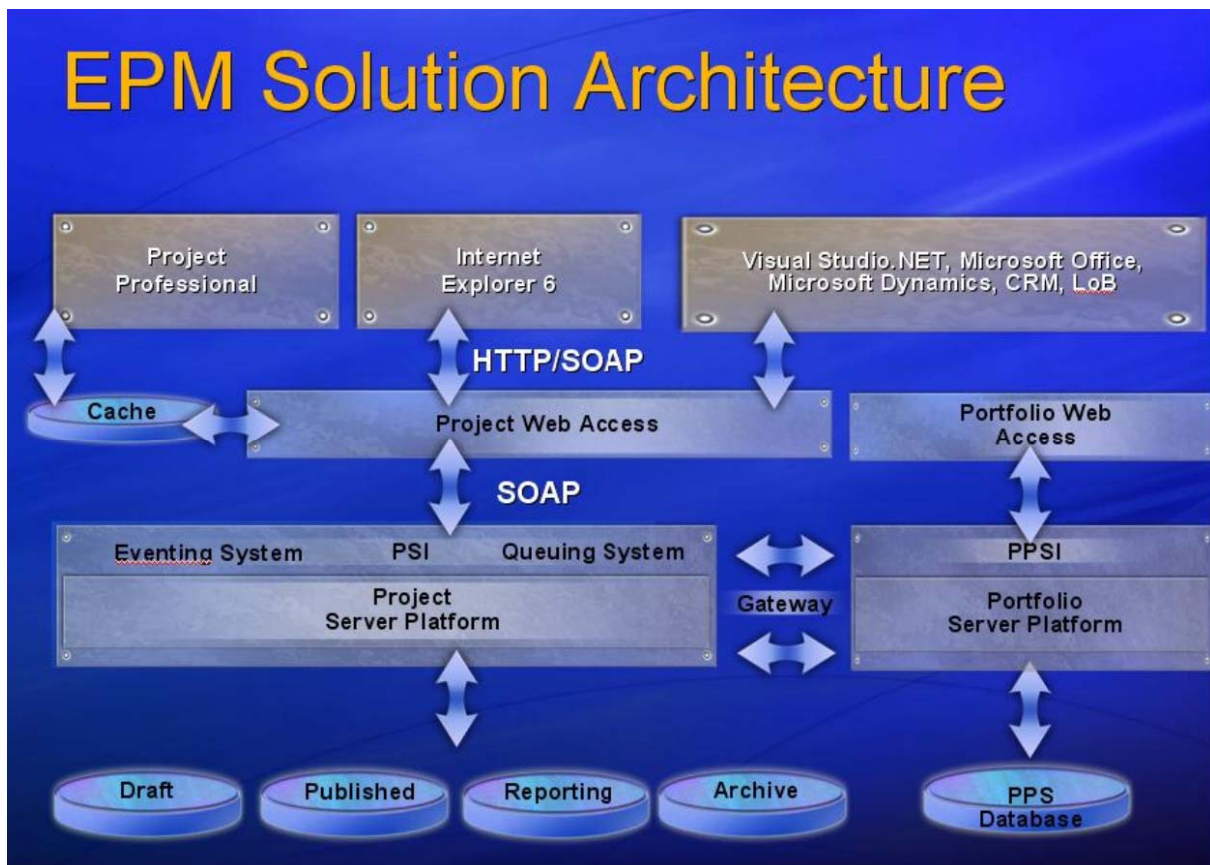 EPM Solution Architecture
Project
Professional
Internet
Explorer 6
Visual Studio.NET, Microsoft Office,
Microsoft Dynamics, CRM, LoB
HTTP/SOAP
Cache
Project Web Access
Portfolio Web
Access
SOAP
Eventing System
PSI
Queuing System
PPSI
Project
Server Platform
Gateway
Portfolio
Server Platform
Draft
Published
Reporting
Archive
PPS
Database